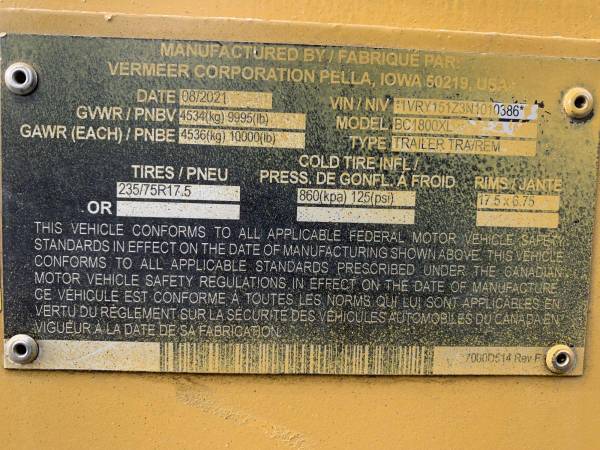 MANUFACTURED BY / FABRIQUE PAR:
VERMEER CORPORATION PELLA, IOWA 50219, USA
DATE 08/2021 VIN / NIV *1VRY151Z3N1010386*
GVWR / PNBV 4534(kg) 9995(lb) MODEL BC1800XL
GAWR (EACH) / PNBE 4536(kg) 10000(lb) TYPE TRAILER TRA/REM
TIRES / PNEU COLD TIRE INFL / PRESS. DE GONFL. À FROID RIMS / JANTE
235/75R17.5 860(kpa) 125(psi) 17.5 x 6.75
OR
THIS VEHICLE CONFORMS TO ALL APPLICABLE FEDERAL MOTOR VEHICLE SAFETY
STANDARDS IN EFFECT ON THE DATE OF MANUFACTURING SHOWN ABOVE. THIS VEHICLE
CONFORMS TO ALL APPLICABLE STANDARDS PRESCRIBED UNDER THE CANADIAN
MOTOR VEHICLE SAFETY REGULATIONS IN EFFECT ON THE DATE OF MANUFACTURE.
CE VÉHICULE EST CONFORME À TOUTES LES NORMS QUI LUI SONT APPLICABLES EN
VERTU DU RÈGLEMENT SUR LA SÉCURITÉ DES VÉHICULES AUTOMOBILES DU CANADA EN
VIGUEUR À LA DATE DE SA FABRICATION.
7000D514 Rev F